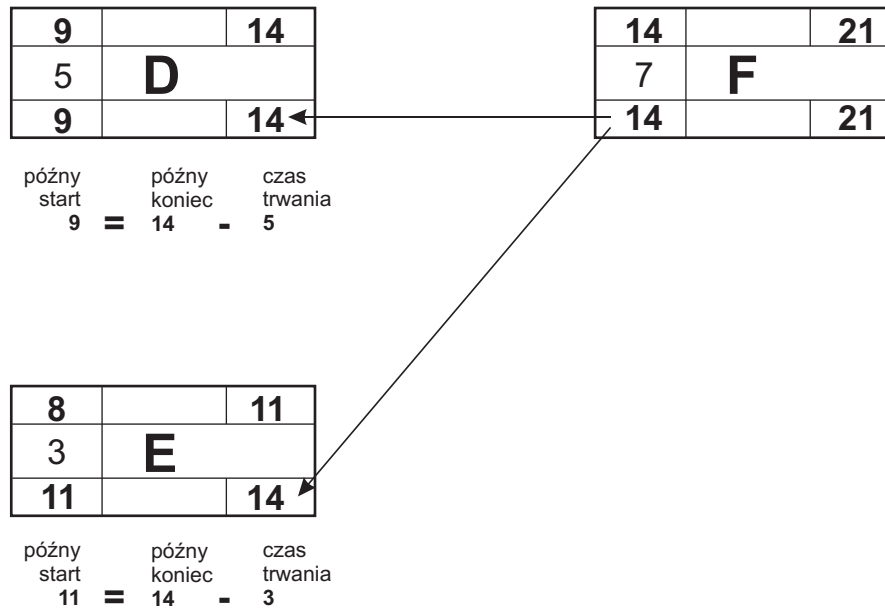 9 14
5 D
9 14
14 21
7 F
14 21
późny start późny koniec czas trwania
9 = 14 - 5
8 11
3 E
11 14
późny start późny koniec czas trwania
11 = 14 - 3